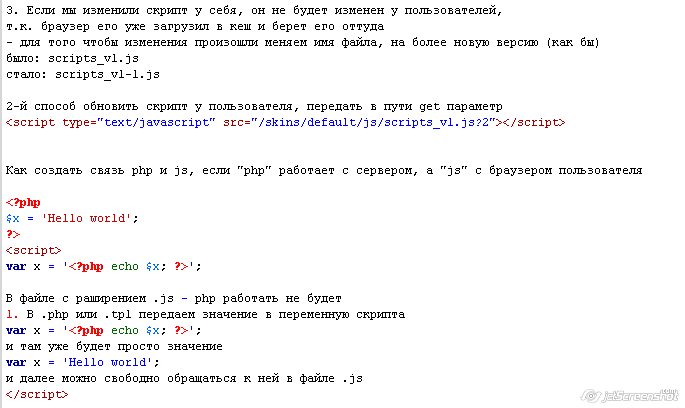 3. Если мы изменили скрипт у себя, он не будет изменен у пользователей,
т.к. браузер его уже загрузил в кеш и берет его оттуда
- для того чтобы изменения произошли меняем имя файла, на более новую версию (как бы)
было: scripts_v1.js
стало: scripts_v1-1.js
2-й способ обновить скрипт у пользователя, передать в пути get параметр
<script type="text/javascript" src="/skins/default/js/scripts_v1.js?2"></script>
Как создать связь php и js, если "php" работает с сервером, а "js" с браузером пользователя
<?php
$x = 'Hello world';
?>
<script>
var x = '<?php echo $x; ?>';
В файле с раширением .js - php работать не будет
1. В .php или .tpl передаем значение в переменную скрипта
var x = '<?php echo $x; ?>';
и там уже будет просто значение
var x = 'Hello world';
и далее можно свободно обращаться к ней в файле .js
</script>